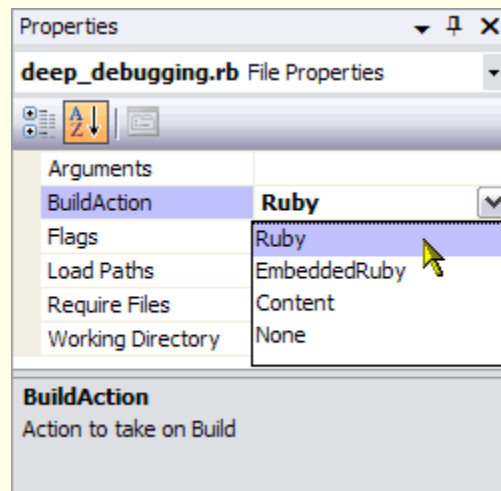 Properties
deep_debugging.rb File Properties
A
Z
Arguments
BuildAction Ruby
Flags Ruby
Load Paths EmbeddedRuby
Require Files Content
Working Directory None
BuildAction
Action to take on Build